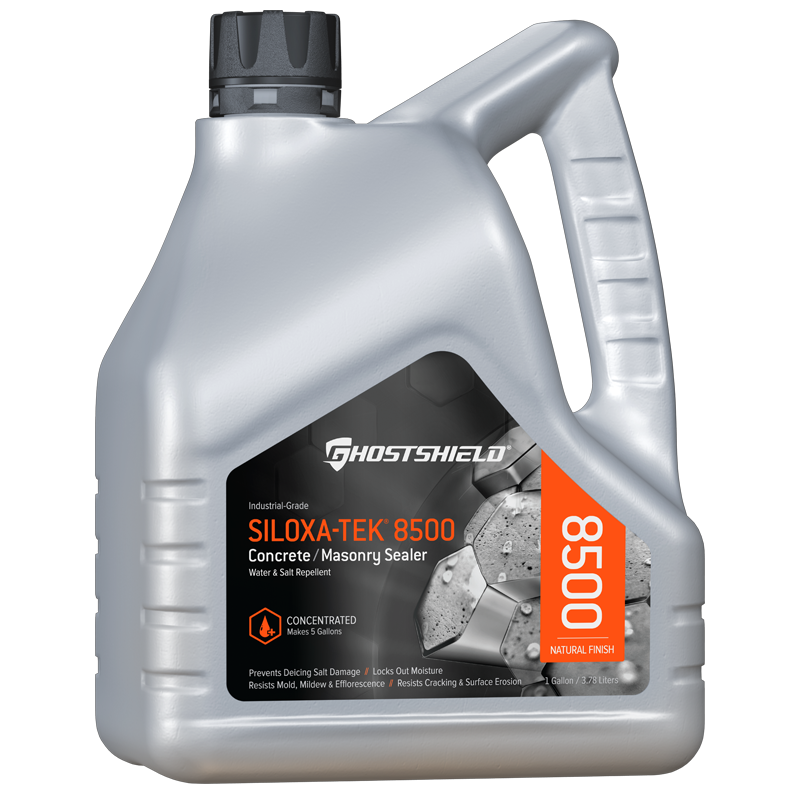 GHOSTSHIELD®
Industrial-Grade
SILOXA-TEK® 8500
Concrete / Masonry Sealer
Water & Salt Repellent
CONCENTRATED
Makes 5 Gallons
Prevents Deicing Salt Damage // Locks Out Moisture
Resists Mold, Mildew & Efflorescence // Resists Cracking & Surface Erosion
8500
NATURAL FINISH
1 Gallon / 3.78 Liters